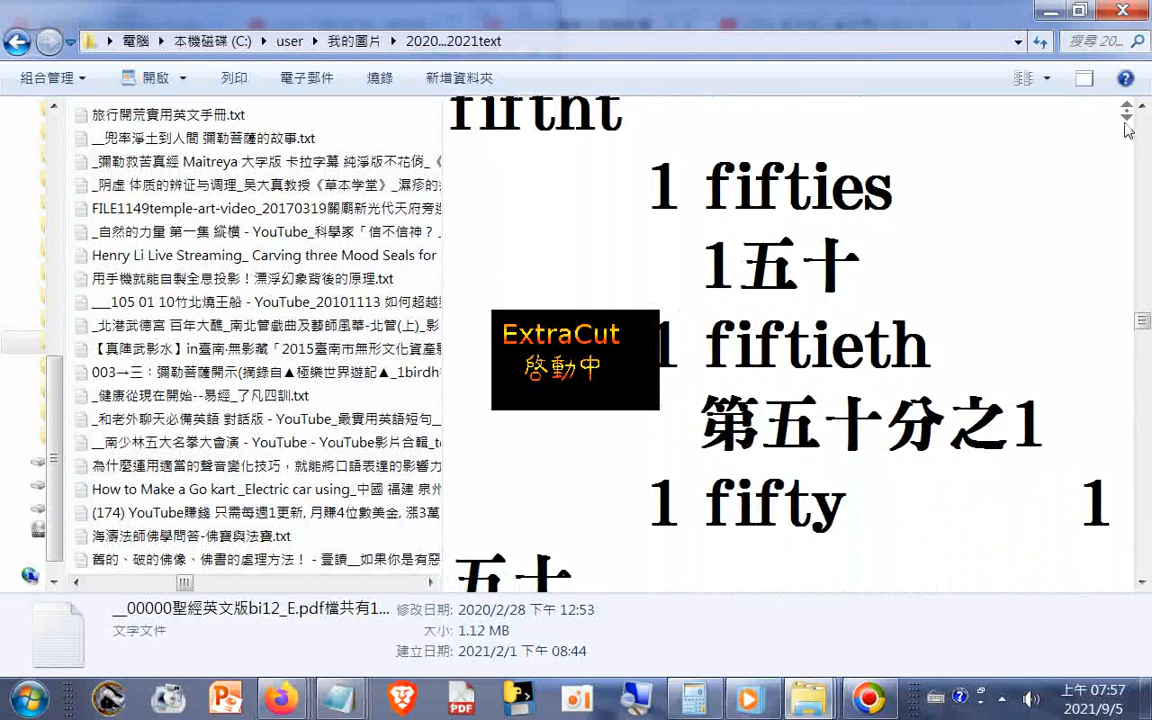 電腦 ▸ 本機磁碟 (C:) ▸ user ▸ 我的圖片 ▸ 2020...2021text
搜尋 20...
組合管理 開啟 列印 電子郵件 燒錄 新增資料夾
旅行開荒實用英文手冊.txt
__兜率淨土到人間 彌勒菩薩的故事.txt
_彌勒救苦真經 Maitreya 大字版 卡拉字幕 純淨版不花俏_《
_阴虚 体质的辨证与调理_吴大真教授《草本学堂》_濕疹的
FILE1149temple-art-video_20170319關廟新光代天府旁
_自然的力量 第一集 縱橫 - YouTube_科學家「信不信神？
Henry Li Live Streaming_ Carving three Mood Seals for
用手機就能自製全息投影！漂浮幻象背後的原理.txt
___105 01 10竹北燒王船 - YouTube_20101113 如何超越
_北港武德宮 百年大醮_南北管戲曲及藝師風華-北管(上)_影
【真陣武影水】in臺南·無影藏「2015臺南市無形文化資產
003→三：彌勒菩薩開示(摘錄自▲極樂世界遊記▲_1birdh
_健康從現在開始--易經_了凡四訓.txt
_和老外聊天必備英語 對話版 - YouTube_最實用英語短句
__南少林五大名拳大會演 - YouTube - YouTube影片合輯_t
為什麼運用適當的聲音變化技巧，就能將口語表達的影響力
How to Make a Go kart _Electric car using_中國 福建 泉州
(174) YouTube賺錢 只需每週1更新, 月賺4位數美金, 漲3萬
海濤法師佛學問答-佛寶與法寶.txt
舊的、破的佛像、佛書的處理方法！ - 壹讀__如果你是有惡
fiftht
1 fifties
1五十
1 fiftieth
第五十分之1
1 fifty 1
五十
ExtraCut
啓動中
__00000聖經英文版bi12_E.pdf檔共有1...
文字文件
修改日期: 2020/2/28 下午 12:53
大小: 1.12 MB
建立日期: 2021/2/1 下午 08:44
上午 07:57
2021/9/5